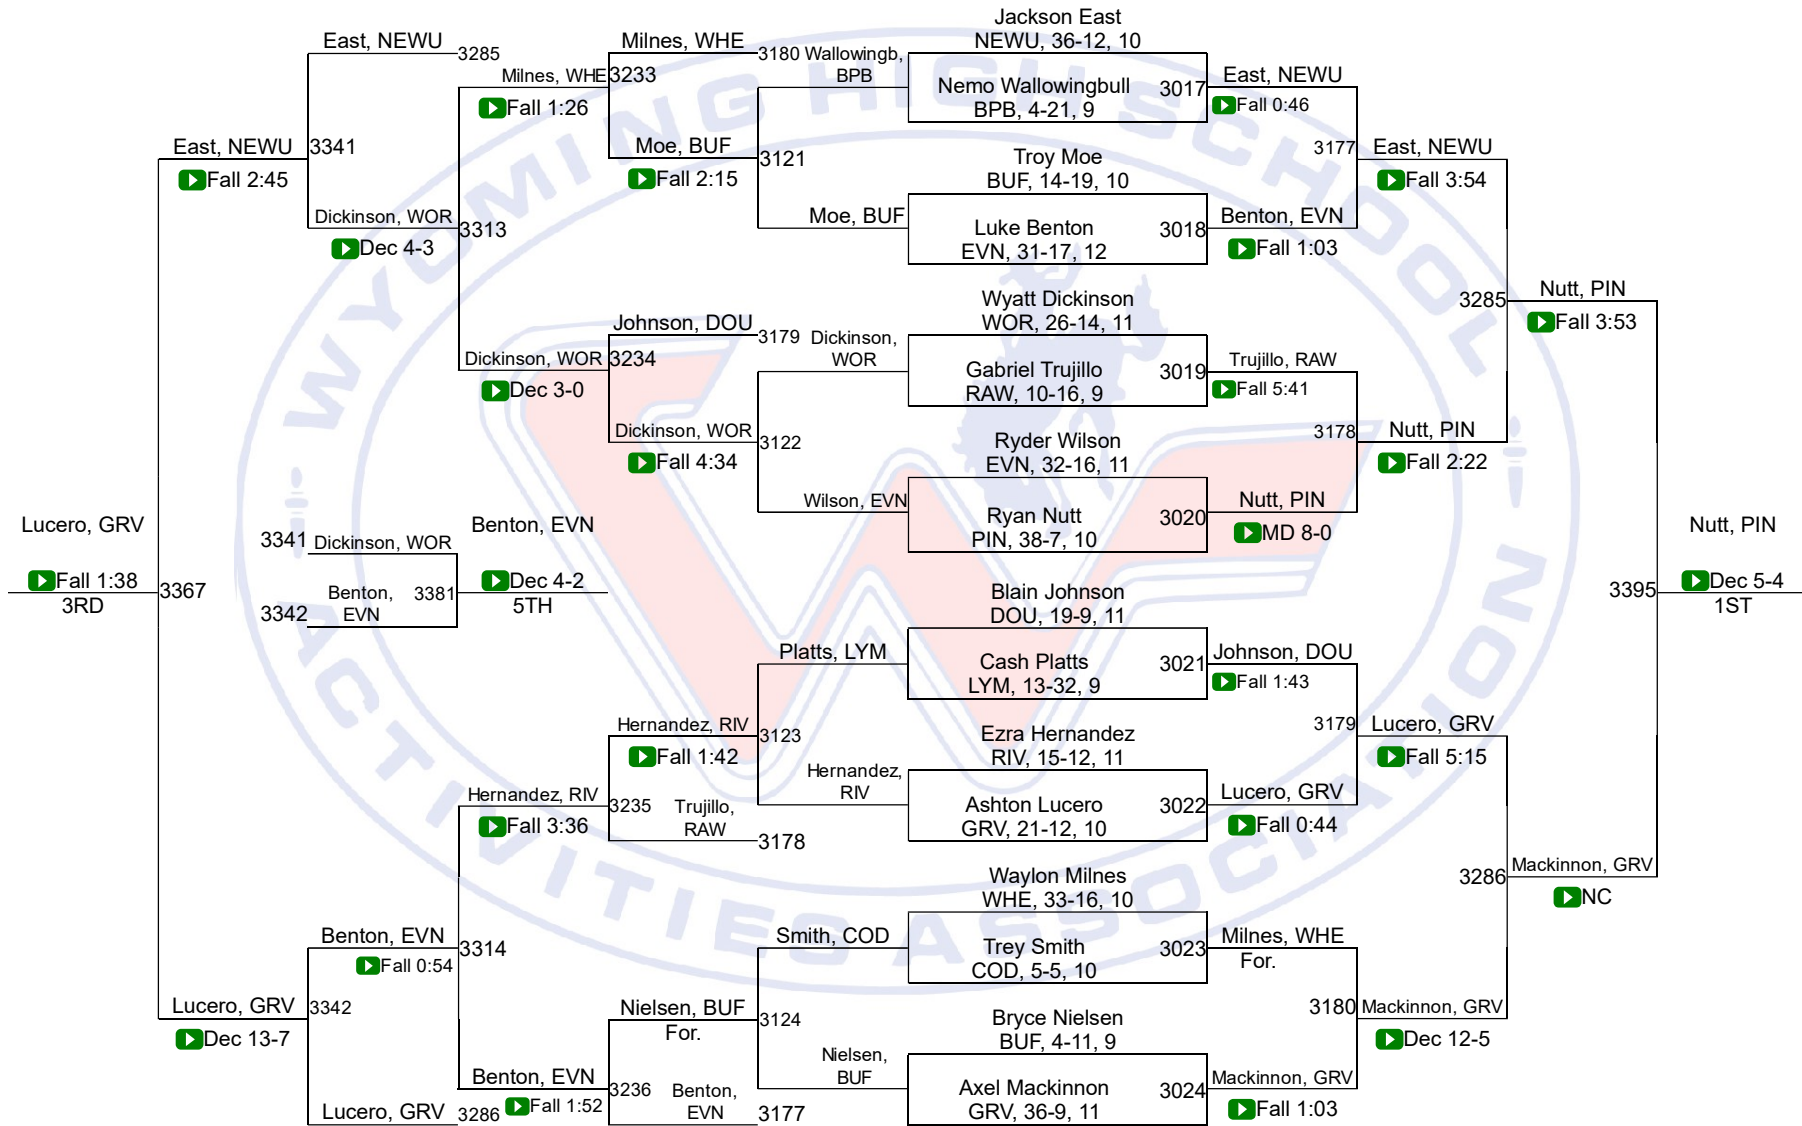 Jackson East
East, NEWU
Milnes, WHE
NEWU, 36-12, 10
3285
3180 Wallowingb,
BPB
Milnes, WHE
3233
Nemo Wallowingbull
BPB, 4-21, 9
3017
East, NEWU
Fall 1:26
Fall 0:46
East, NEWU
3341
Moe, BUF
3121
Troy Moe
BUF, 14-19, 10
3177
East, NEWU
Fall 2:45
Fall 2:15
Fall 3:54
Dickinson, WOR
3313
Moe, BUF
Luke Benton
EVN, 31-17, 12
3018
Benton, EVN
Dec 4-3
Fall 1:03
Wyatt Dickinson
WOR, 26-14, 11
3285
Nutt, PIN
Fall 3:53
Johnson, DOU
3179
Dickinson,
WOR
Dickinson, WOR
3234
Gabriel Trujillo
RAW, 10-16, 9
3019
Trujillo, RAW
Dec 3-0
Fall 5:41
Dickinson, WOR
3122
Ryder Wilson
EVN, 32-16, 11
3178
Nutt, PIN
Fall 4:34
Fall 2:22
Wilson, EVN
Ryan Nutt
PIN, 38-7, 10
3020
Nutt, PIN
MD 8-0
Lucero, GRV
3341
Dickinson, WOR
Benton, EVN
Nutt, PIN
Fall 1:38
3RD
3367
3342
Benton,
EVN
3381
Dec 4-2
5TH
3395
Dec 5-4
1ST
Blain Johnson
DOU, 19-9, 11
Platts, LYM
Cash Platts
LYM, 13-32, 9
3021
Johnson, DOU
Fall 1:43
Hernandez, RIV
3123
Ezra Hernandez
RIV, 15-12, 11
3179
Lucero, GRV
Fall 1:42
Fall 5:15
Hernandez,
RIV
Hernandez, RIV
3235
Trujillo,
RAW
3178
Ashton Lucero
GRV, 21-12, 10
3022
Lucero, GRV
Fall 3:36
Fall 0:44
Waylon Milnes
WHE, 33-16, 10
3286
Mackinnon, GRV
NC
Benton, EVN
3314
Smith, COD
Trey Smith
COD, 5-5, 10
3023
Milnes, WHE
For.
Fall 0:54
Lucero, GRV
3342
Nielsen, BUF
For.
3124
Bryce Nielsen
BUF, 4-11, 9
3180
Mackinnon, GRV
Dec 13-7
Dec 12-5
Nielsen,
BUF
Benton, EVN
3236
Benton,
EVN
3177
Axel Mackinnon
GRV, 36-9, 11
3024
Mackinnon, GRV
Fall 1:52
Fall 1:03
Lucero, GRV
3286
WYOMING HIGH SCHOOL
ACTIVITIES ASSOCIATION